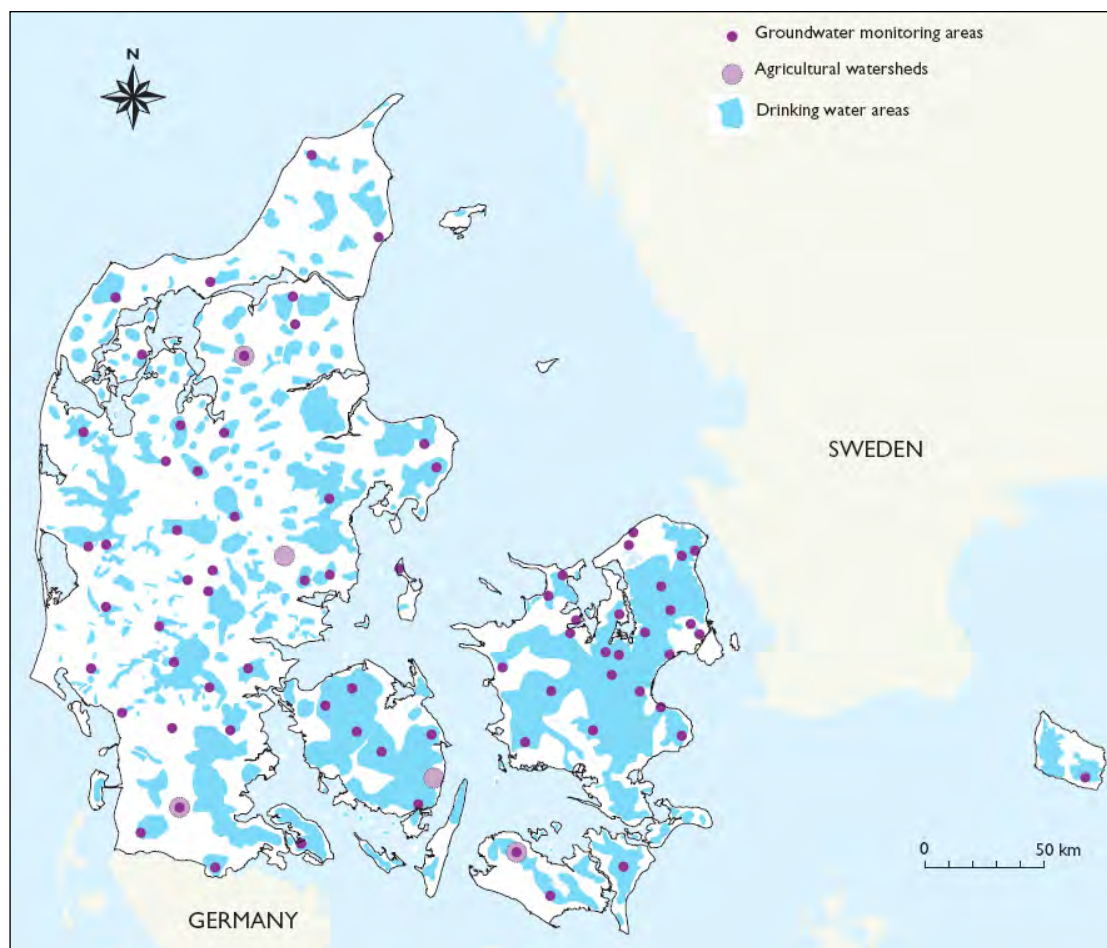 N
Groundwater monitoring areas
Agricultural watersheds
Drinking water areas
SWEDEN
0 50 km
GERMANY